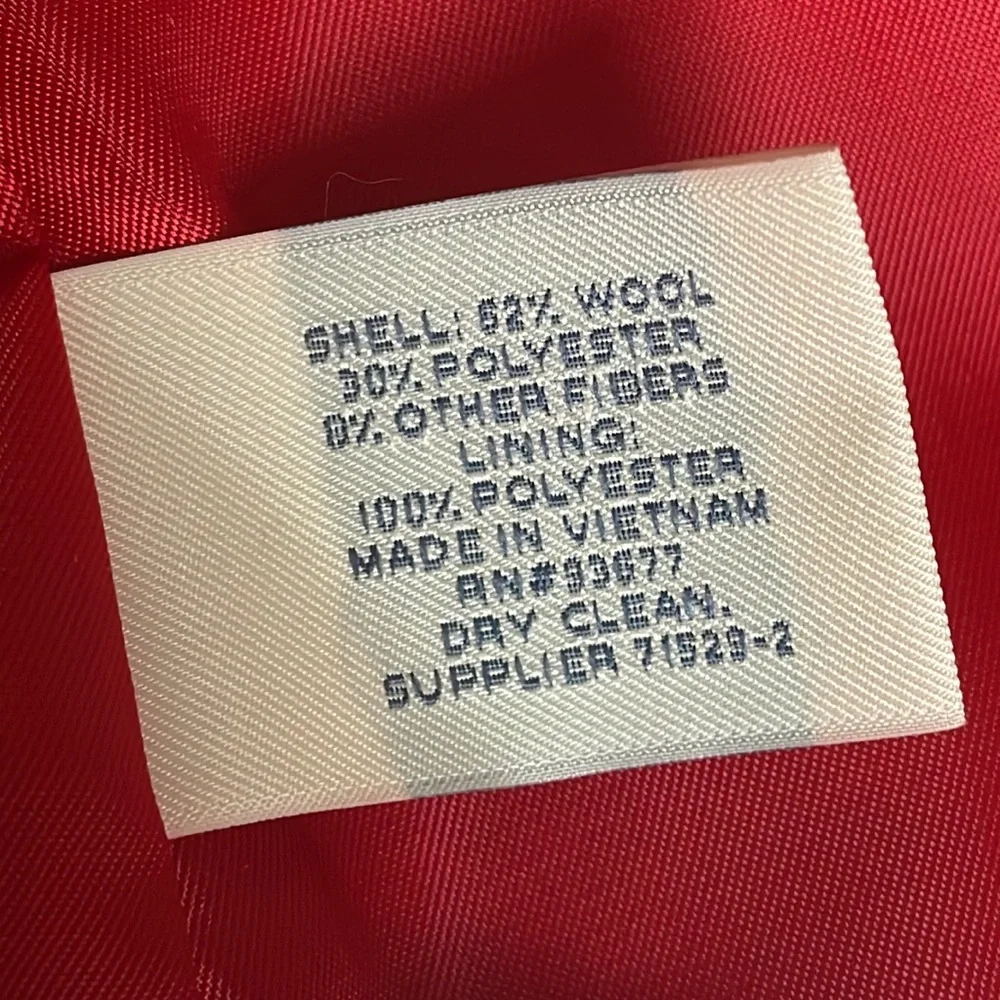 SHELL: 62% WOOL
30% POLYESTER
8% OTHER FIBERS
LINING:
100% POLYESTER
MADE IN VIETNAM
RN#93677
DRY CLEAN.
SUPPLIER 71529-2